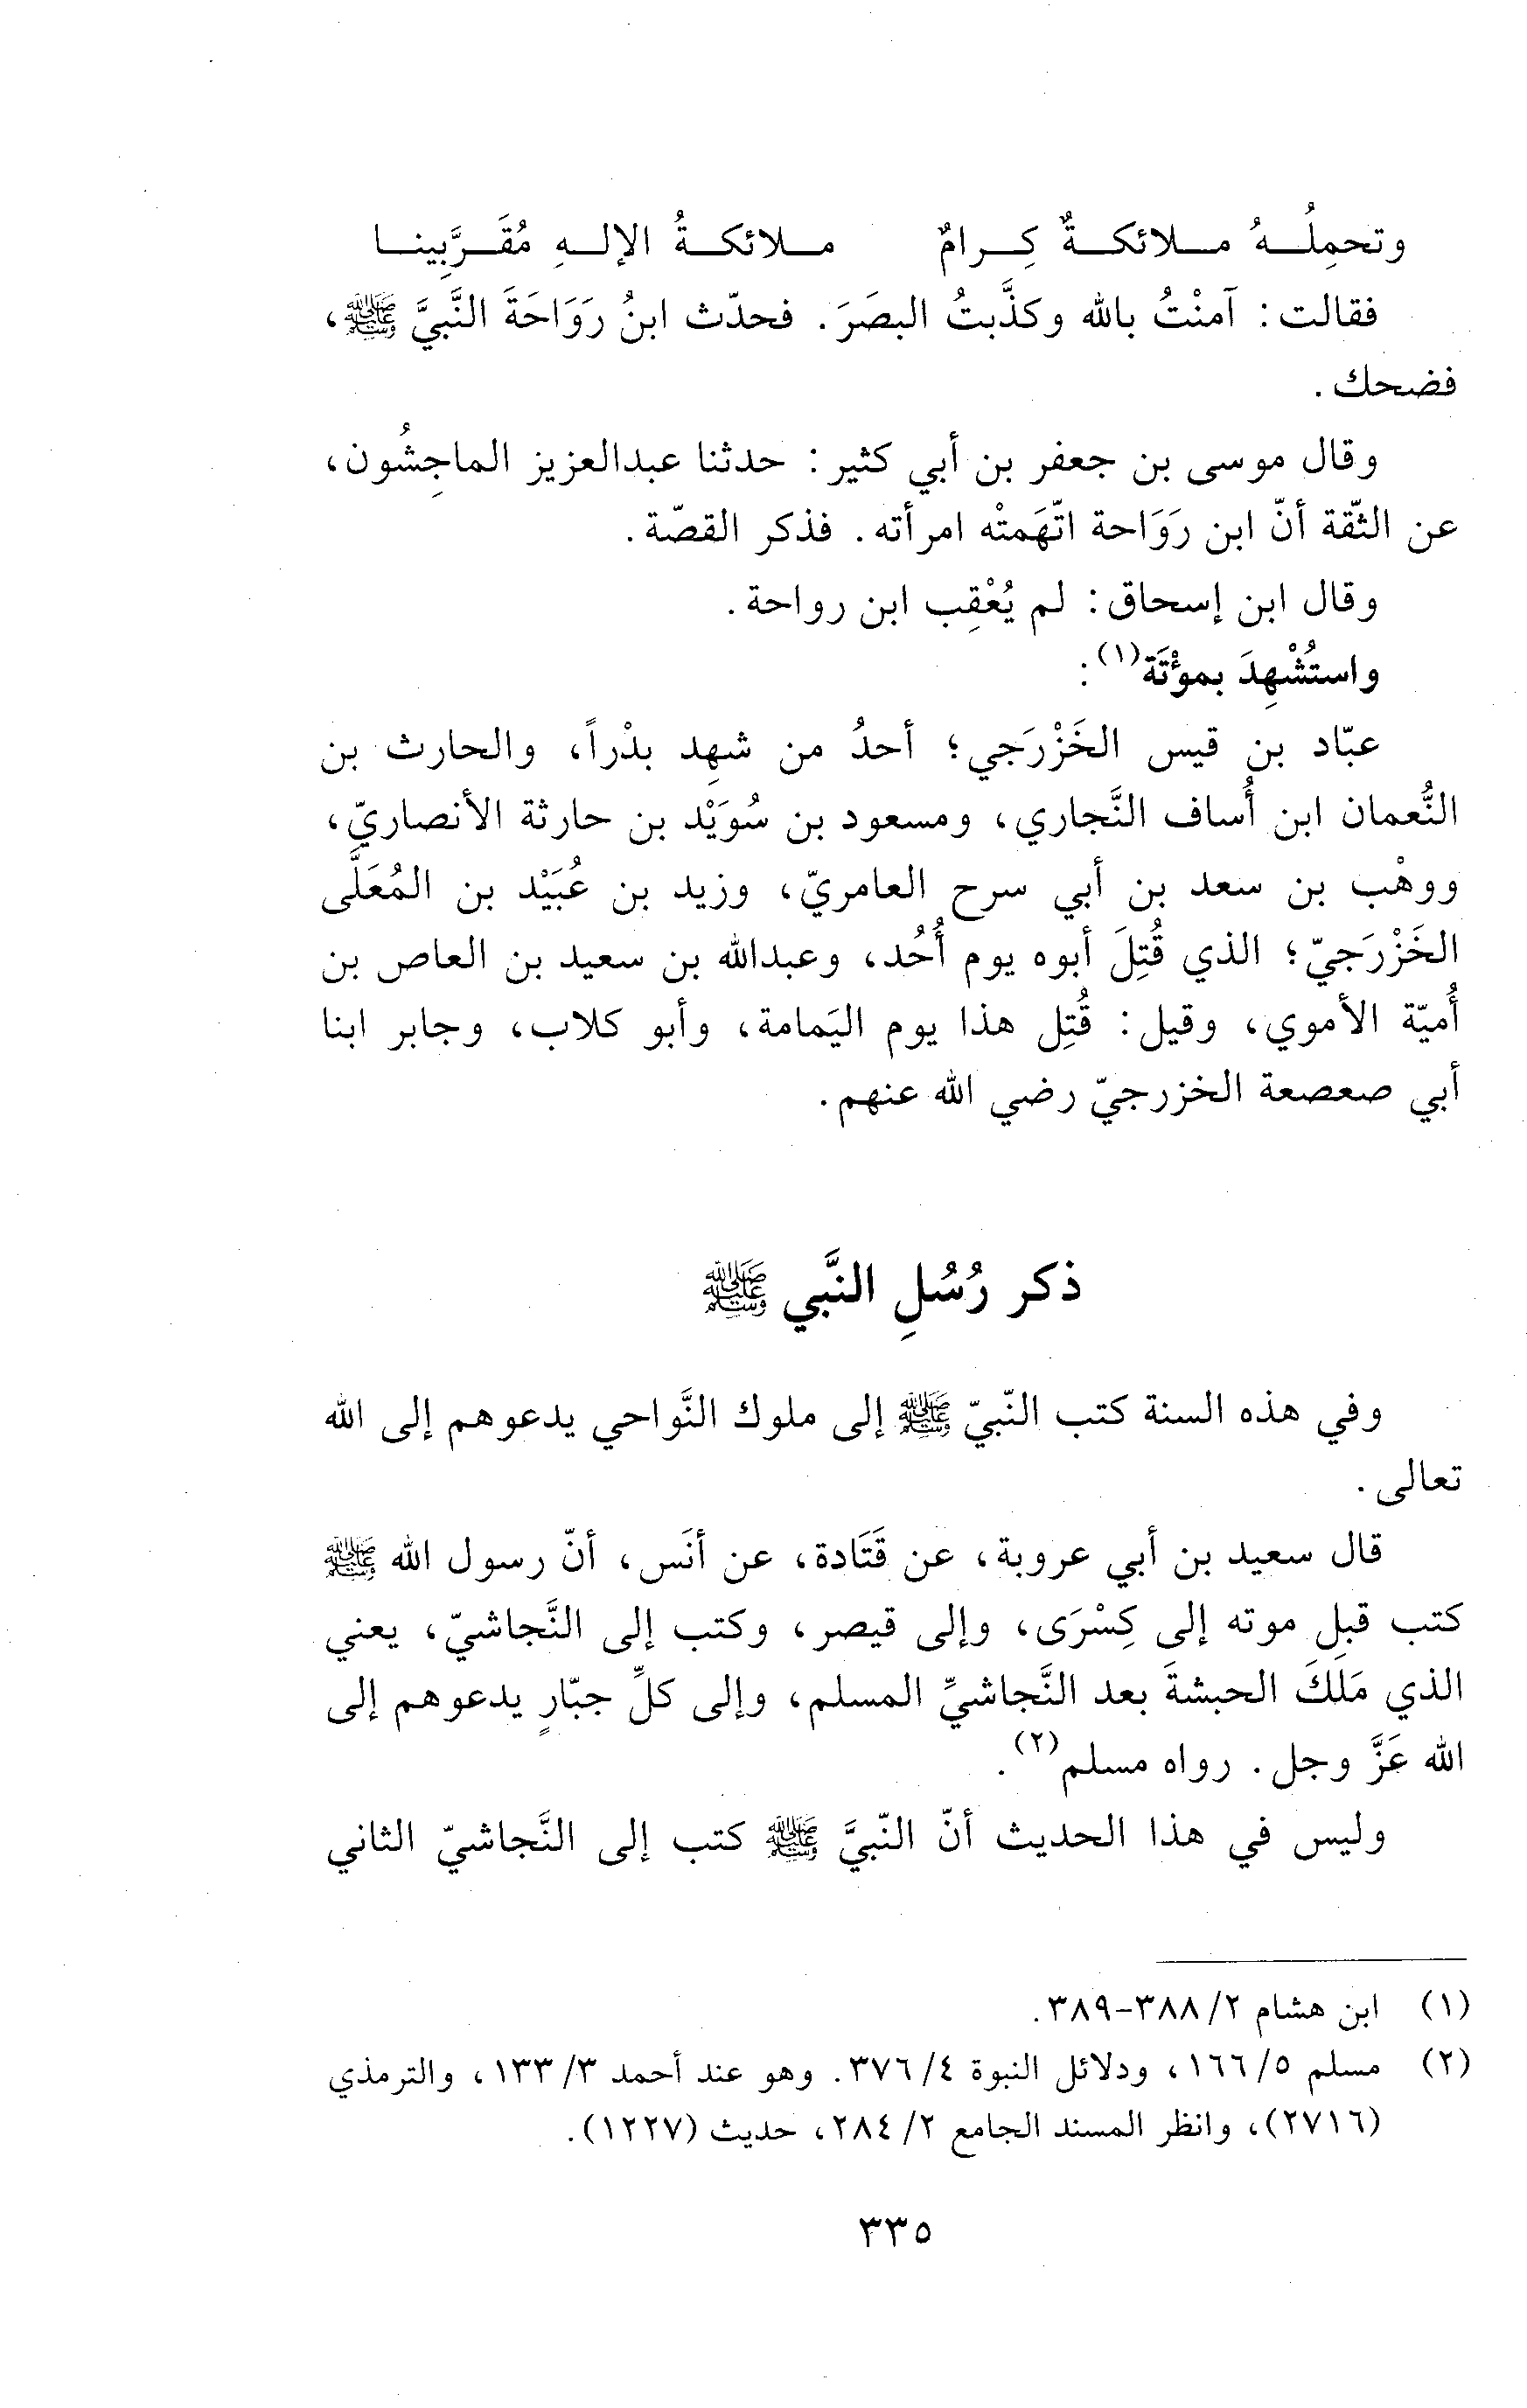 وتحمِلُـــهُ مـــلائكـــةٌ كِـــرامٌ مـــلائكـــةُ الإلـــهِ مُقَـــرَّبِينـــا
فقالت: آمنْتُ بالله وكذَّبتُ البصَرَ. فحدّث ابنُ رَوَاحَةَ النَّبيَّ ﷺ،
فضحك.
وقال موسى بن جعفر بن أبي كثير: حدثنا عبدالعزيز الماجِشُون،
عن الثّقة أنّ ابن رَوَاحة اتّهَمتْه امرأته. فذكر القصّة.
وقال ابن إسحاق: لم يُعْقِب ابن رواحة.
واستُشْهِدَ بموْتَة(١):
عبّاد بن قيس الخَزْرَجي؛ أحدُ من شهِد بدْراً، والحارث بن
النُّعمان ابن أُساف النَّجاري، ومسعود بن سُوَيْد بن حارثة الأنصاريّ،
ووهْب بن سعد بن أبي سرح العامريّ، وزيد بن عُبَيْد بن المُعَلَّى
الخَزْرَجيّ؛ الذي قُتِلَ أبوه يوم أُحُد، وعبدالله بن سعيد بن العاص بن
أُميّة الأموي، وقيل: قُتِل هذا يوم اليَمامة، وأبو كلاب، وجابر ابنا
أبي صعصعة الخزرجيّ رضي الله عنهم.
ذكر رُسُلِ النَّبي ﷺ
وفي هذه السنة كتب النّبيّ ﷺ إلى ملوك النَّواحي يدعوهم إلى الله
تعالى.
قال سعيد بن أبي عروبة، عن قَتَادة، عن أنَس، أنّ رسول الله ﷺ
كتب قبل موته إلى كِسْرَى، وإلى قيصر، وكتب إلى النَّجاشيّ، يعني
الذي مَلَكَ الحبشةَ بعد النَّجاشيِّ المسلم، وإلى كلِّ جبّارٍ يدعوهم إلى
الله عَزَّ وجل. رواه مسلم(٢).
وليس في هذا الحديث أنّ النّبيَّ ﷺ كتب إلى النَّجاشيّ الثاني
(١) ابن هشام ٢/ ٣٨٨-٣٨٩.
(٢) مسلم ٥/ ١٦٦، ودلائل النبوة ٤/ ٣٧٦. وهو عند أحمد ٣/ ١٣٣، والترمذي
(٢٧١٦)، وانظر المسند الجامع ٢/ ٢٨٤، حديث (١٢٢٧).
٣٣٥